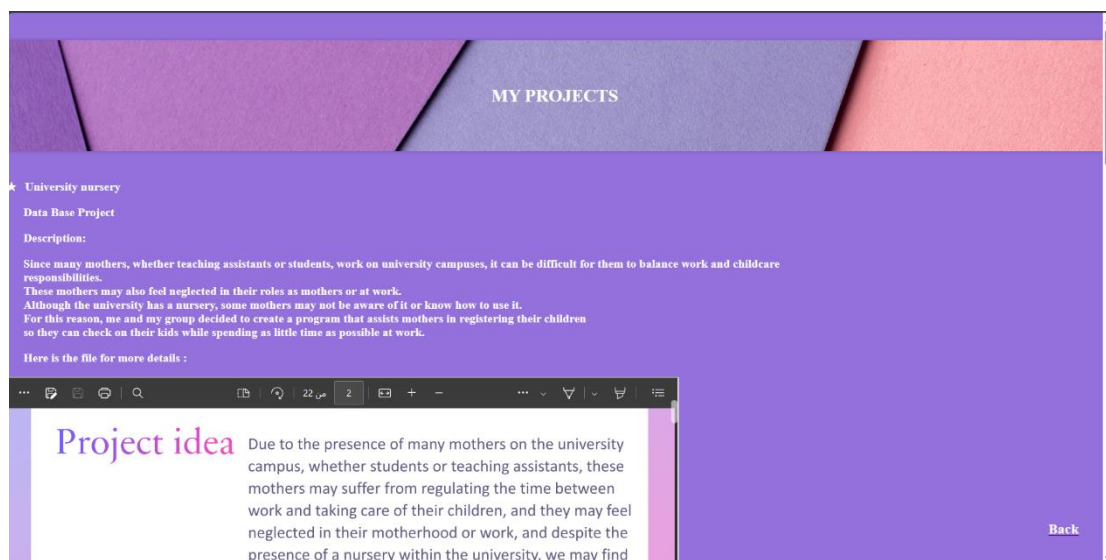 MY PROJECTS
★ University nursery
Data Base Project
Description:
Since many mothers, whether teaching assistants or students, work on university campuses, it can be difficult for them to balance work and childcare
responsibilities.
These mothers may also feel neglected in their roles as mothers or at work.
Although the university has a nursery, some mothers may not be aware of it or know how to use it.
For this reason, me and my group decided to create a program that assists mothers in registering their children
so they can check on their kids while spending as little time as possible at work.
Here is the file for more details :
2 من 22
Project idea
Due to the presence of many mothers on the university
campus, whether students or teaching assistants, these
mothers may suffer from regulating the time between
work and taking care of their children, and they may feel
neglected in their motherhood or work, and despite the
presence of a nursery within the university, we may find
Back